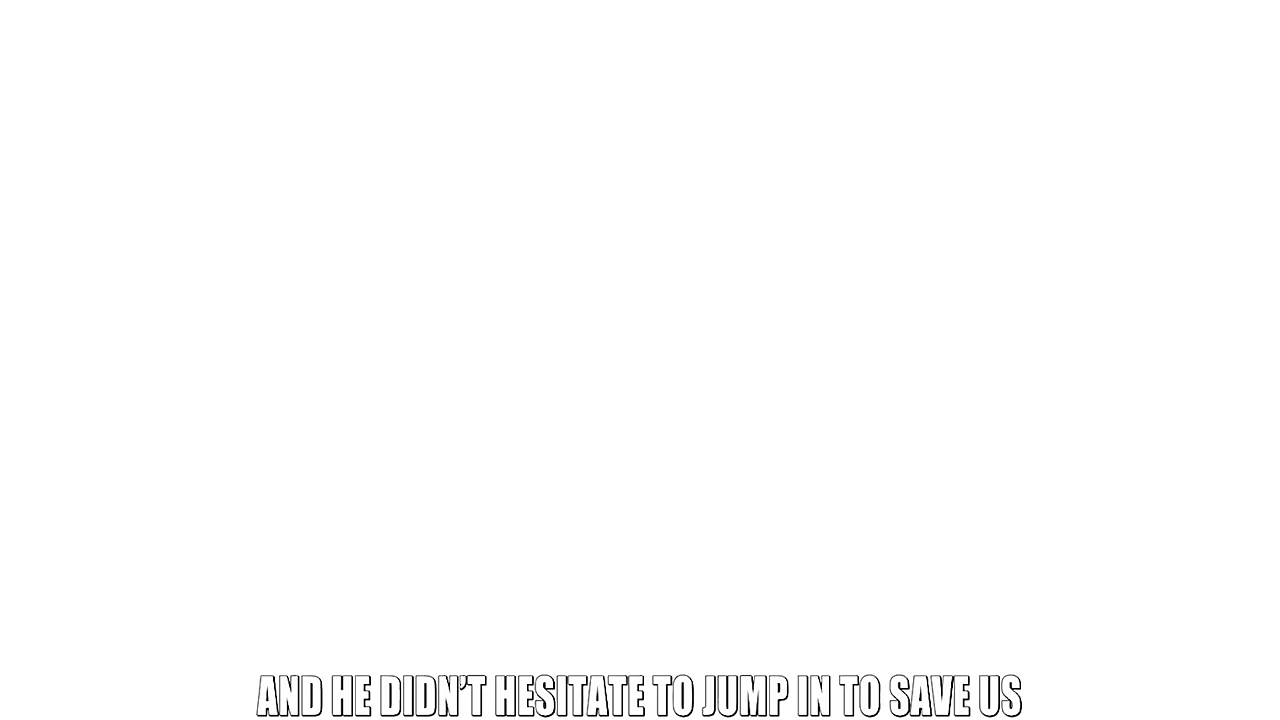 AND HE DIDN'T HESITATE TO JUMP IN TO SAVE US